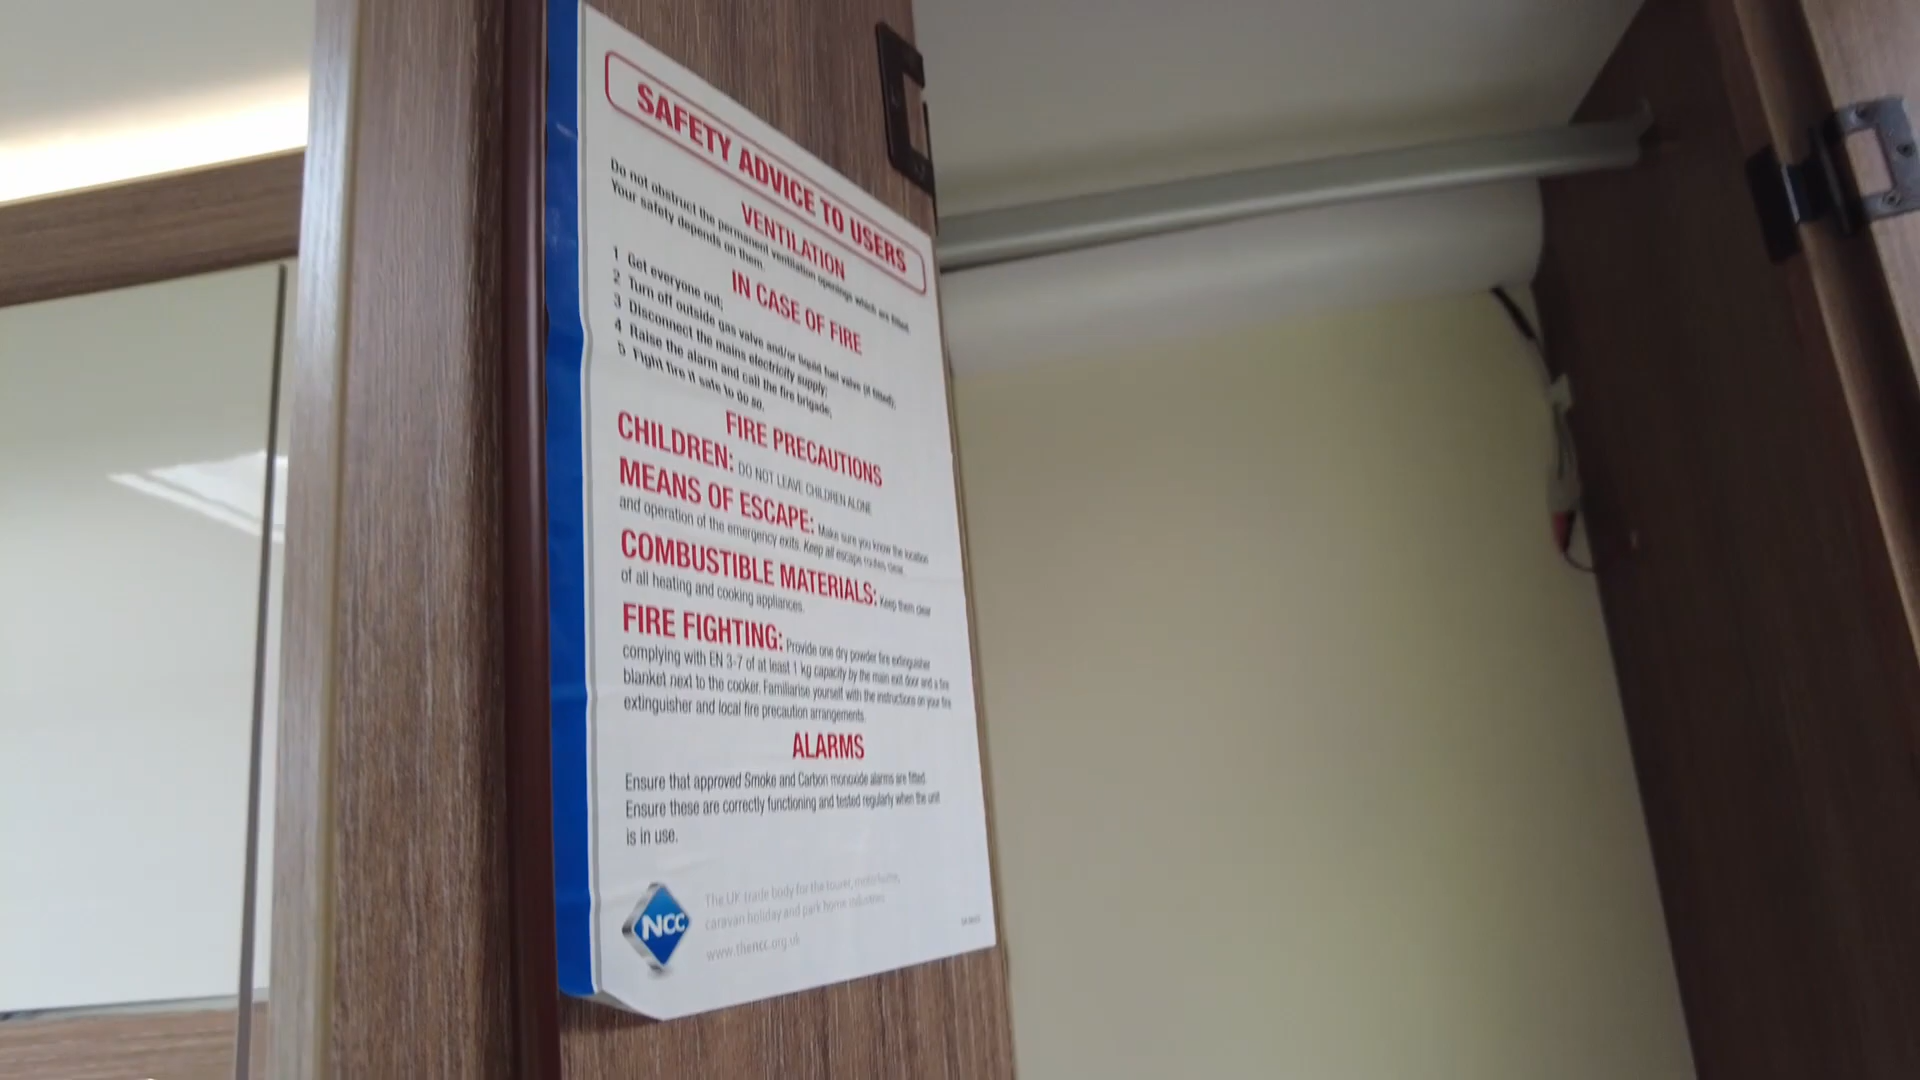 SAFETY ADVICE TO USERS
VENTILATION
Do not obstruct the permanent ventilation openings which are fitted.
Your safety depends on them.
IN CASE OF FIRE
1 Get everyone out;
2 Turn off outside gas valve and/or liquid fuel valve (if fitted);
3 Disconnect the mains electricity supply;
4 Raise the alarm and call the fire brigade;
5 Fight fire if safe to do so.
FIRE PRECAUTIONS
CHILDREN: DO NOT LEAVE CHILDREN ALONE
MEANS OF ESCAPE: Make sure you know the location
and operation of the emergency exits. Keep all escape routes clear.
COMBUSTIBLE MATERIALS: Keep them clear
of all heating and cooking appliances.
FIRE FIGHTING: Provide one dry powder fire extinguisher
complying with EN 3-7 of at least 1 kg capacity by the main exit door and a fire
blanket next to the cooker. Familiarise yourself with the instructions on your fire
extinguisher and local fire precaution arrangements.
ALARMS
Ensure that approved Smoke and Carbon monoxide alarms are fitted.
Ensure these are correctly functioning and tested regularly when the unit
is in use.
NCC
The UK trade body for the tourer, motorhome,
caravan holiday and park home industries
www.thencc.org.uk